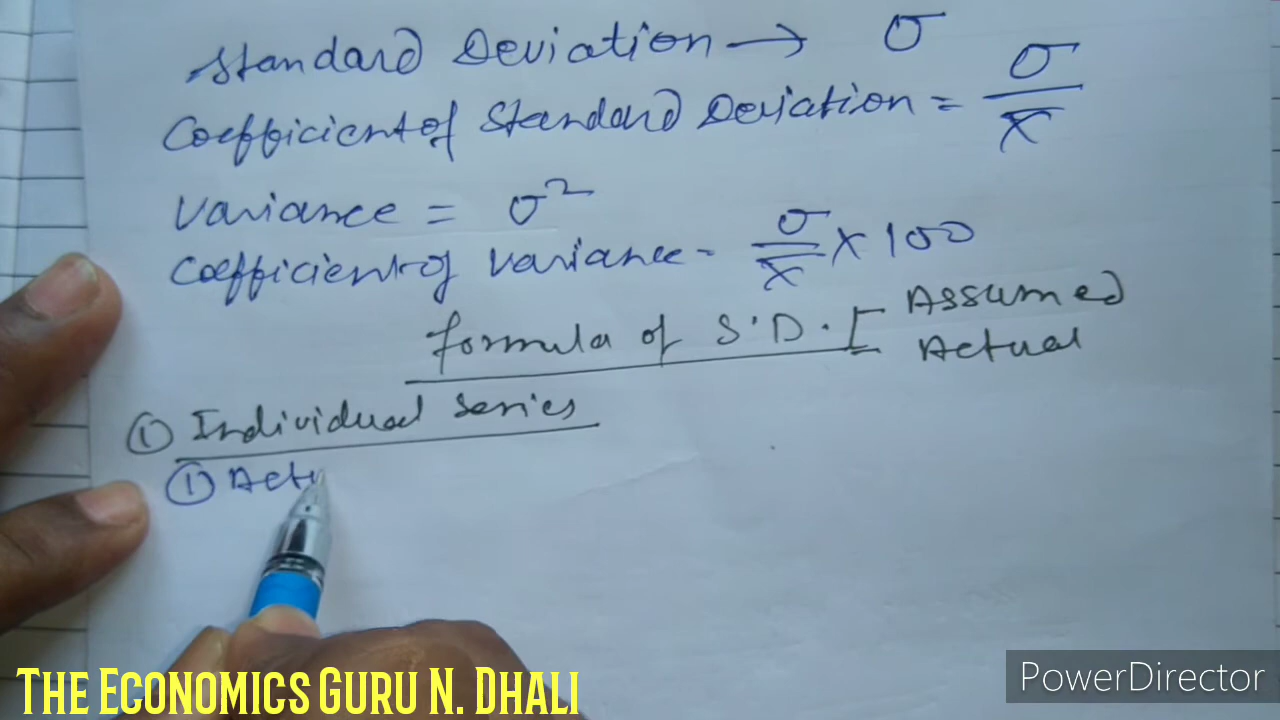 Standard Deviation → σ
Coefficient of Standard Deviation = σ/x̄
Variance = σ²
Coefficient of Variance = σ/x̄ × 100
Formula of S.D. [ Assumed
Actual
① Individual Series
① Actu
The Economics Guru N. Dhali
PowerDirector